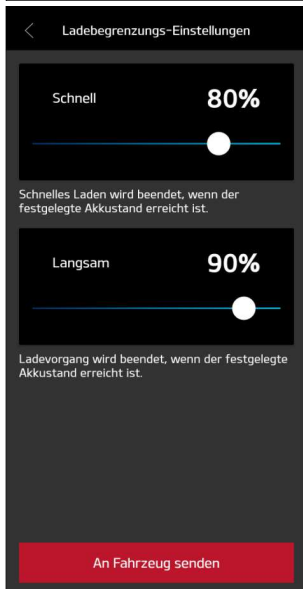 Ladebegrenzungs-Einstellungen
Schnell 80%
Schnelles Laden wird beendet, wenn der
festgelegte Akkustand erreicht ist.
Langsam 90%
Ladevorgang wird beendet, wenn der festgelegte
Akkustand erreicht ist.
An Fahrzeug senden